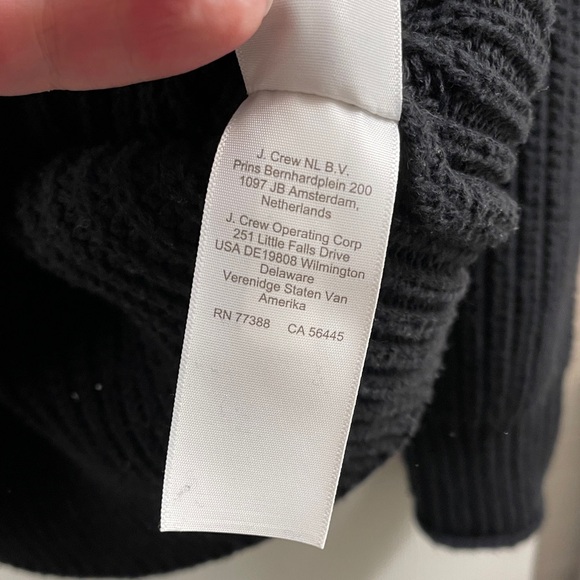 J. Crew NL B.V.
Prins Bernhardplein 200
1097 JB Amsterdam,
Netherlands
J. Crew Operating Corp
251 Little Falls Drive
USA DE19808 Wilmington
Delaware
Verenidge Staten Van
Amerika
RN 77388 CA 56445